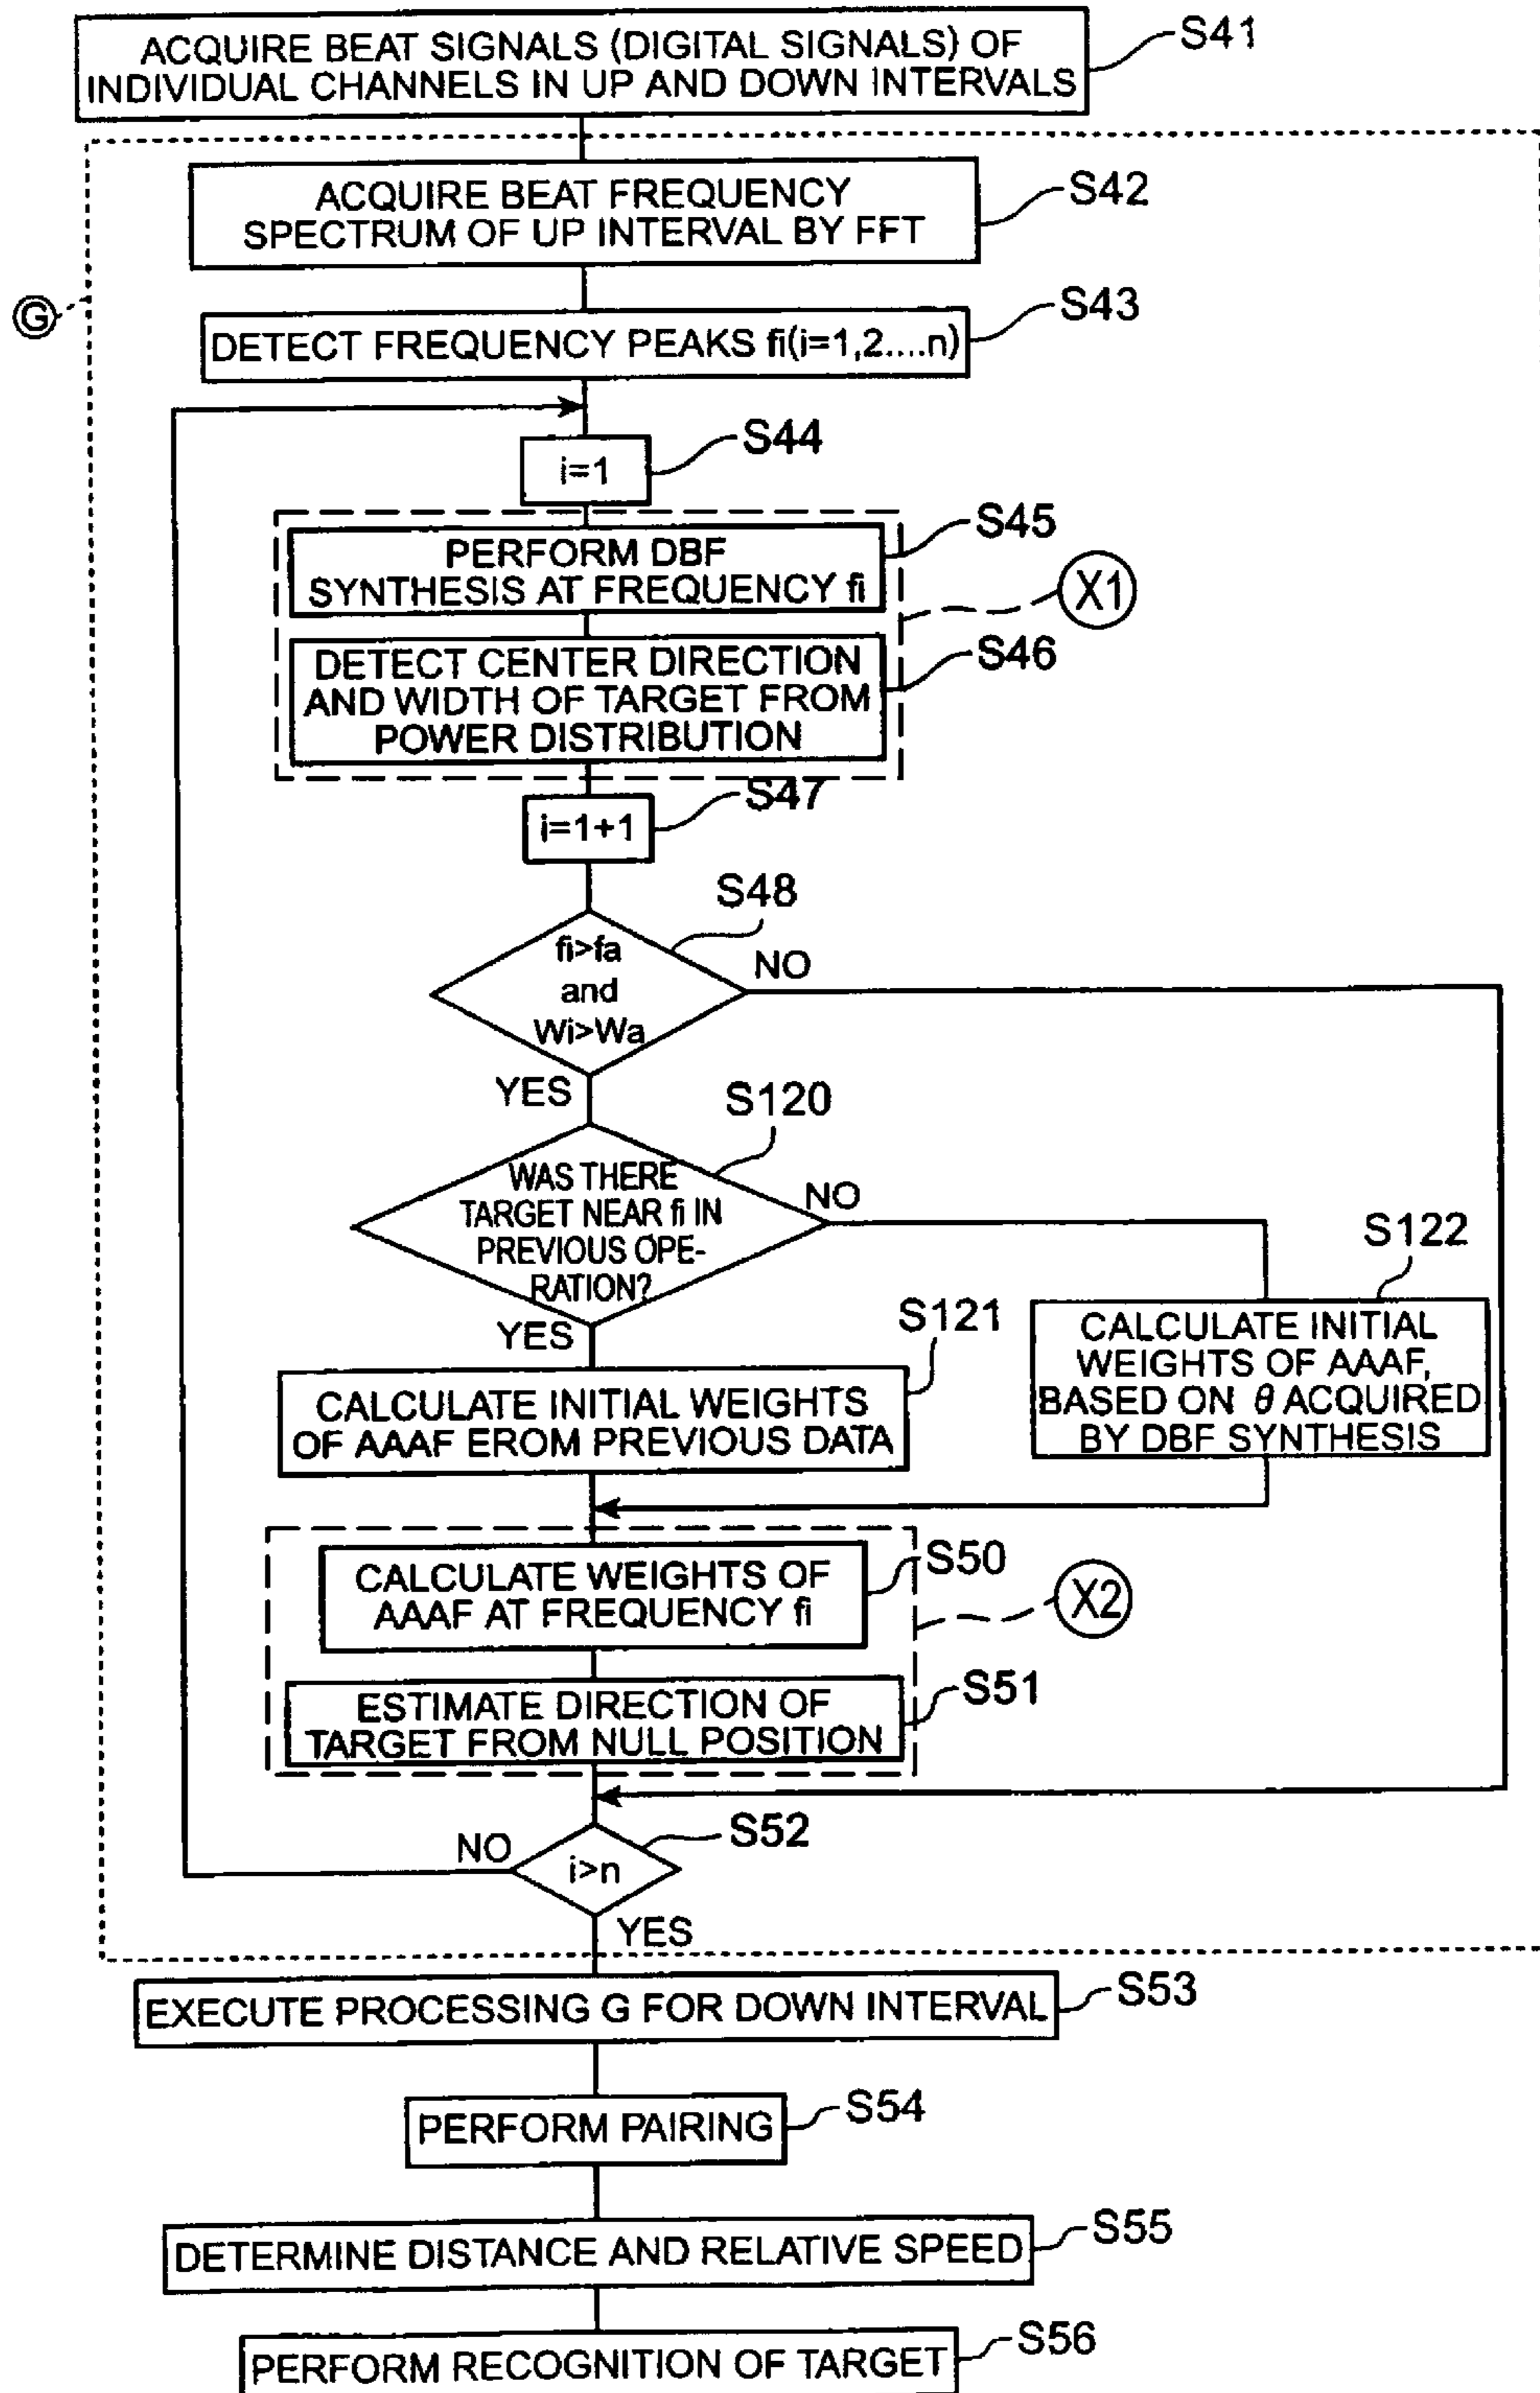 ACQUIRE BEAT SIGNALS (DIGITAL SIGNALS) OF
INDIVIDUAL CHANNELS IN UP AND DOWN INTERVALS
S41
ACQUIRE BEAT FREQUENCY
SPECTRUM OF UP INTERVAL BY FFT
S42
G
DETECT FREQUENCY PEAKS fi(i=1,2....n)
S43
i=1
S44
PERFORM DBF
SYNTHESIS AT FREQUENCY fi
S45
X1
DETECT CENTER DIRECTION
AND WIDTH OF TARGET FROM
POWER DISTRIBUTION
S46
i=1+1
S47
fi>fa
and
Wi>Wa
S48
NO
YES
WAS THERE
TARGET NEAR fi IN
PREVIOUS OPE-
RATION?
S120
NO
YES
CALCULATE INITIAL WEIGHTS
OF AAAF EROM PREVIOUS DATA
S121
CALCULATE INITIAL
WEIGHTS OF AAAF,
BASED ON θ ACQUIRED
BY DBF SYNTHESIS
S122
CALCULATE WEIGHTS OF
AAAF AT FREQUENCY fi
S50
X2
ESTIMATE DIRECTION OF
TARGET FROM NULL POSITION
S51
i>n
S52
NO
YES
EXECUTE PROCESSING G FOR DOWN INTERVAL
S53
PERFORM PAIRING
S54
DETERMINE DISTANCE AND RELATIVE SPEED
S55
PERFORM RECOGNITION OF TARGET
S56